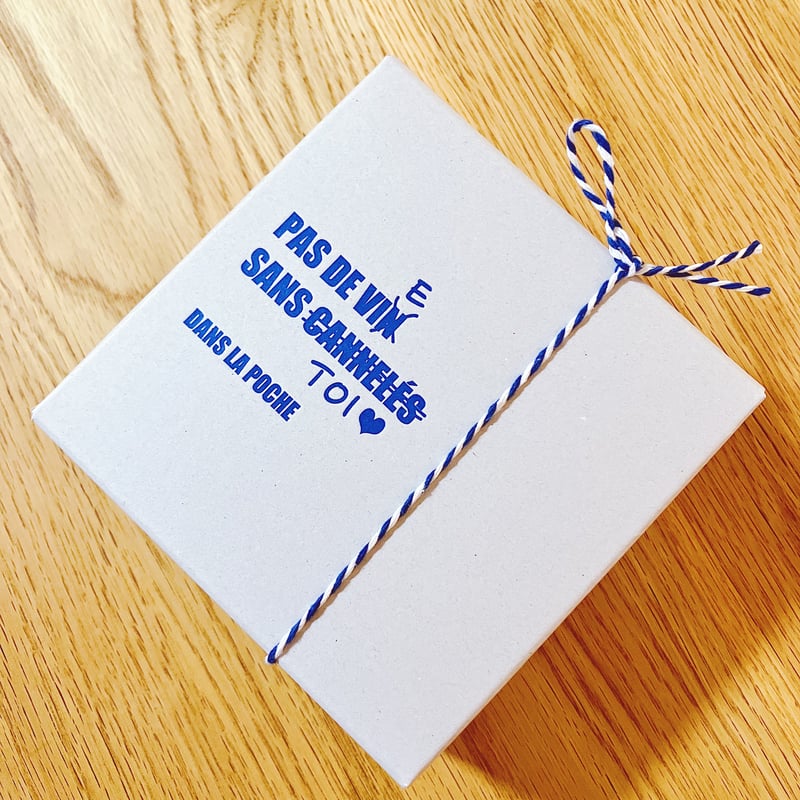 PAS DE VIN E
SANS CANNELÉS
TOI
DANS LA POCHE